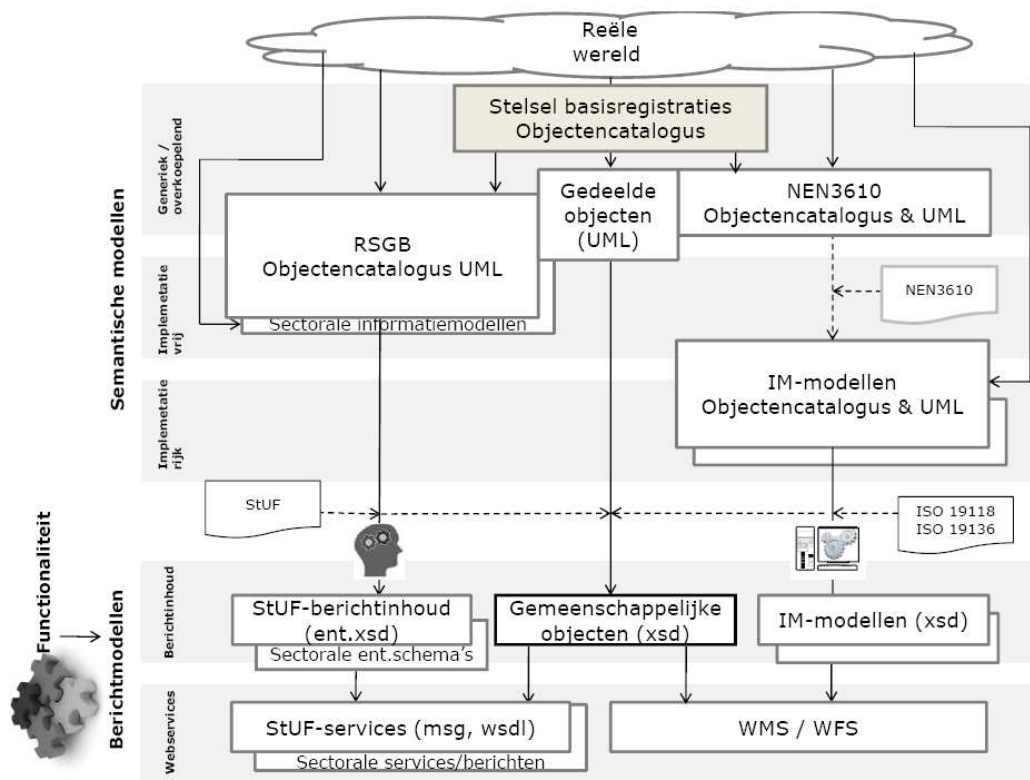 Reële
wereld
Stelsel basisregistraties
Objectencatalogus
Generiek /
overkoepelend
Gedeelde
objecten
(UML)
NEN3610
Objectencatalogus & UML
RSGB
Objectencatalogus UML
Sectorale informatiemodellen
Semantische modellen
Implemetatie
vrij
NEN3610
IM-modellen
Objectencatalogus & UML
Implemetatie
rijk
StUF
ISO 19118
ISO 19136
Functionaliteit
Berichtmodellen
Berichtinhoud
StUF-berichtinhoud
(ent.xsd)
Sectorale ent.schema's
Gemeenschappelijke
objecten (xsd)
IM-modellen (xsd)
Webservices
StUF-services (msg, wsdl)
Sectorale services/berichten
WMS / WFS